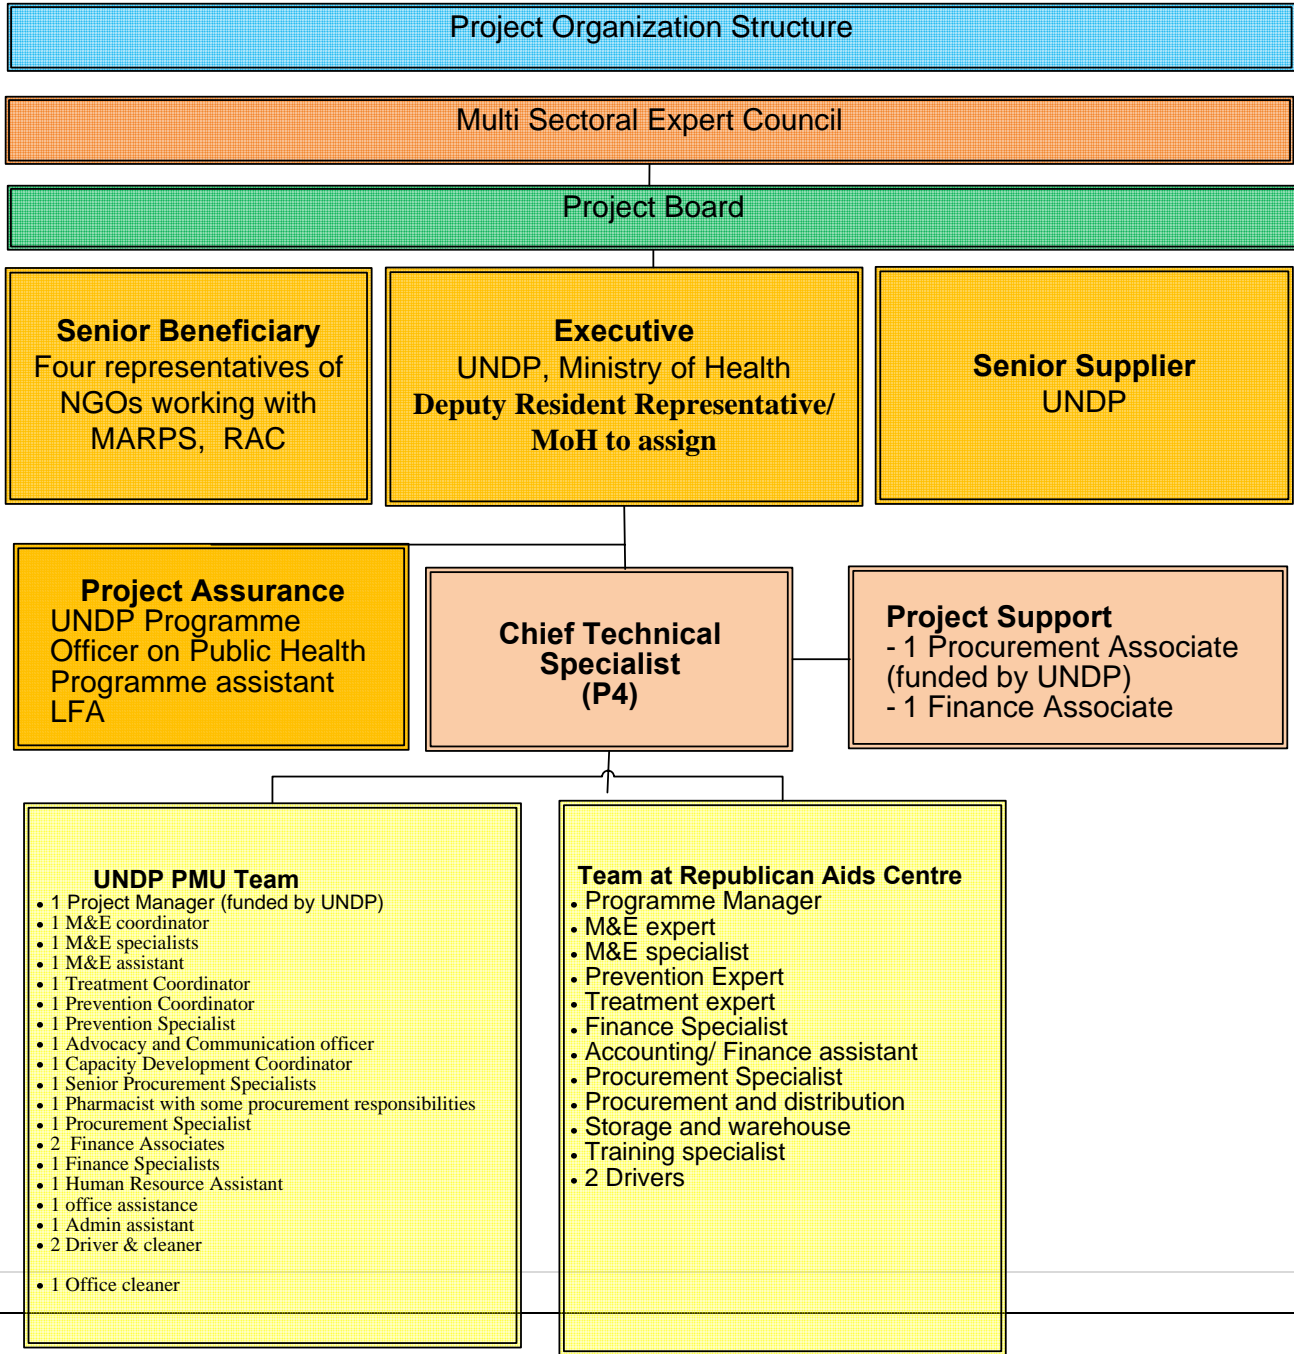 Project Organization Structure
Multi Sectoral Expert Council
Project Board
Senior Beneficiary
Four representatives of
NGOs working with
MARPS, RAC
Executive
UNDP, Ministry of Health
Deputy Resident Representative/
MoH to assign
Senior Supplier
UNDP
Project Assurance
UNDP Programme
Officer on Public Health
Programme assistant
LFA
Chief Technical
Specialist
(P4)
Project Support
- 1 Procurement Associate
(funded by UNDP)
- 1 Finance Associate
UNDP PMU Team
• 1 Project Manager (funded by UNDP)
• 1 M&E coordinator
• 1 M&E specialists
• 1 M&E assistant
• 1 Treatment Coordinator
• 1 Prevention Coordinator
• 1 Prevention Specialist
• 1 Advocacy and Communication officer
• 1 Capacity Development Coordinator
• 1 Senior Procurement Specialists
• 1 Pharmacist with some procurement responsibilities
• 1 Procurement Specialist
• 2 Finance Associates
• 1 Finance Specialists
• 1 Human Resource Assistant
• 1 office assistance
• 1 Admin assistant
• 2 Driver & cleaner
• 1 Office cleaner
Team at Republican Aids Centre
• Programme Manager
• M&E expert
• M&E specialist
• Prevention Expert
• Treatment expert
• Finance Specialist
• Accounting/ Finance assistant
• Procurement Specialist
• Procurement and distribution
• Storage and warehouse
• Training specialist
• 2 Drivers